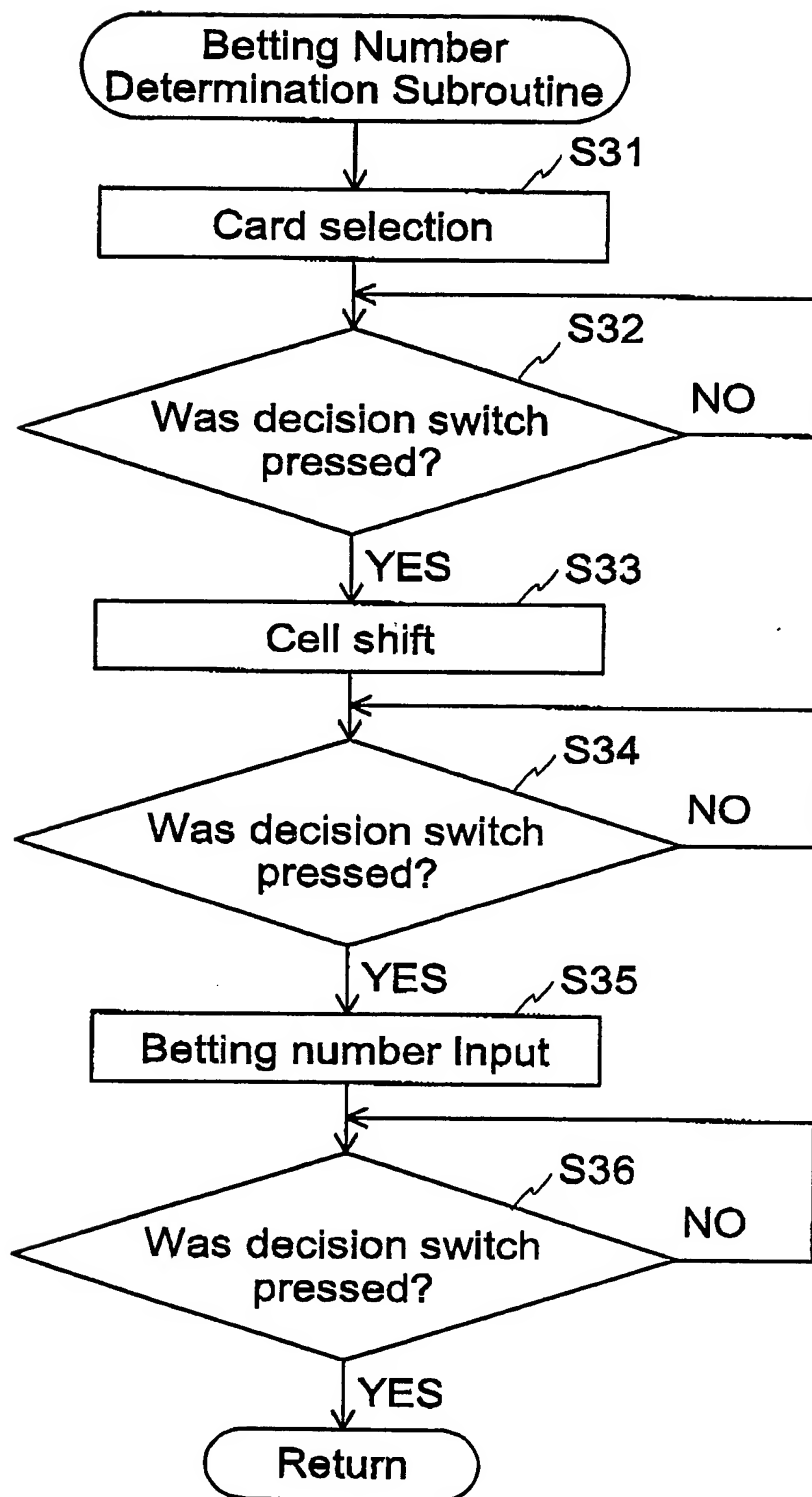 Betting Number
Determination Subroutine
S31
Card selection
S32
Was decision switch
pressed?
NO
YES
S33
Cell shift
S34
Was decision switch
pressed?
NO
YES
S35
Betting number Input
S36
Was decision switch
pressed?
NO
YES
Return